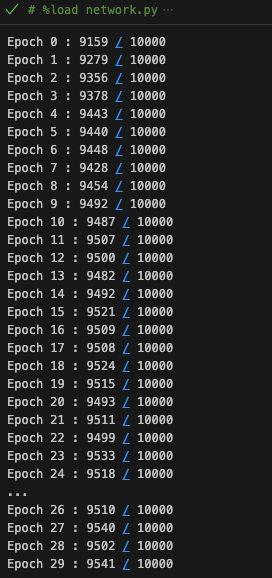 # %load network.py ...
Epoch 0 : 9159 / 10000
Epoch 1 : 9279 / 10000
Epoch 2 : 9356 / 10000
Epoch 3 : 9378 / 10000
Epoch 4 : 9443 / 10000
Epoch 5 : 9440 / 10000
Epoch 6 : 9448 / 10000
Epoch 7 : 9428 / 10000
Epoch 8 : 9454 / 10000
Epoch 9 : 9492 / 10000
Epoch 10 : 9487 / 10000
Epoch 11 : 9507 / 10000
Epoch 12 : 9500 / 10000
Epoch 13 : 9482 / 10000
Epoch 14 : 9492 / 10000
Epoch 15 : 9521 / 10000
Epoch 16 : 9509 / 10000
Epoch 17 : 9508 / 10000
Epoch 18 : 9524 / 10000
Epoch 19 : 9515 / 10000
Epoch 20 : 9493 / 10000
Epoch 21 : 9511 / 10000
Epoch 22 : 9499 / 10000
Epoch 23 : 9533 / 10000
Epoch 24 : 9518 / 10000
...
Epoch 26 : 9510 / 10000
Epoch 27 : 9540 / 10000
Epoch 28 : 9502 / 10000
Epoch 29 : 9541 / 10000